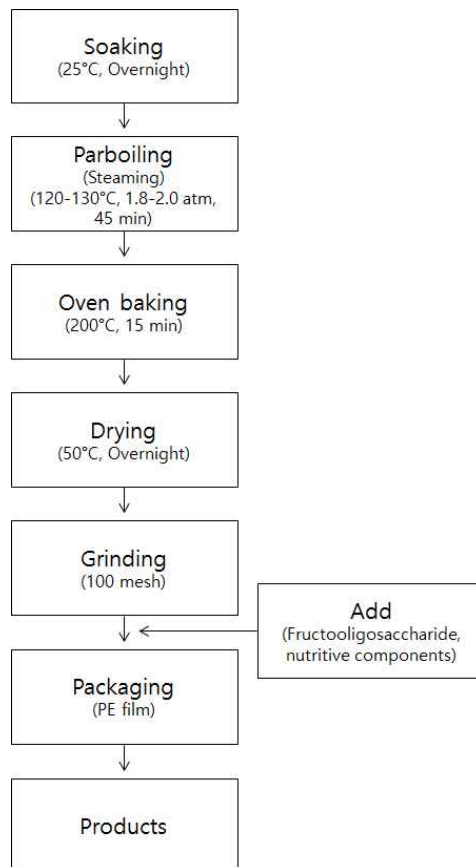 Soaking
(25°C, Overnight)
Parboiling
(Steaming)
(120-130°C, 1.8-2.0 atm,
45 min)
Oven baking
(200°C, 15 min)
Drying
(50°C, Overnight)
Grinding
(100 mesh)
Add
(Fructooligosaccharide,
nutritive components)
Packaging
(PE film)
Products